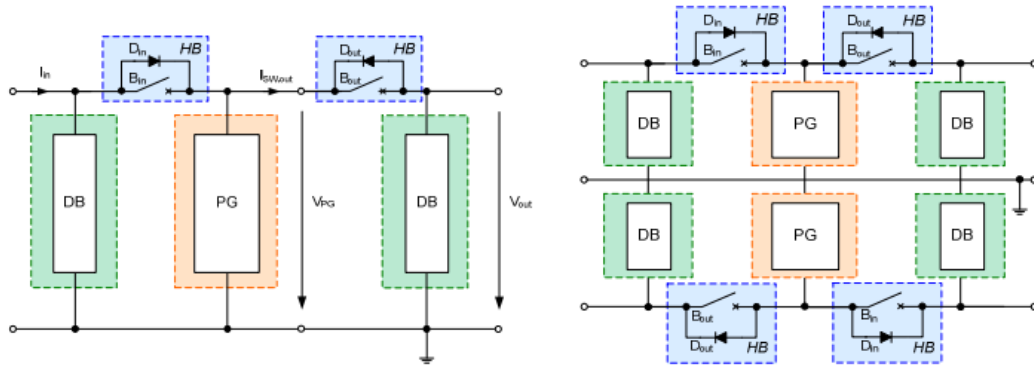 Din HB
Bin
Iin
ISW,out
Dout HB
Bout
DB
PG
VPG
DB
Vout
Din HB
Bin
Dout HB
Bout
DB
PG
DB
DB
PG
DB
Bout
Dout HB
Bin
Din HB